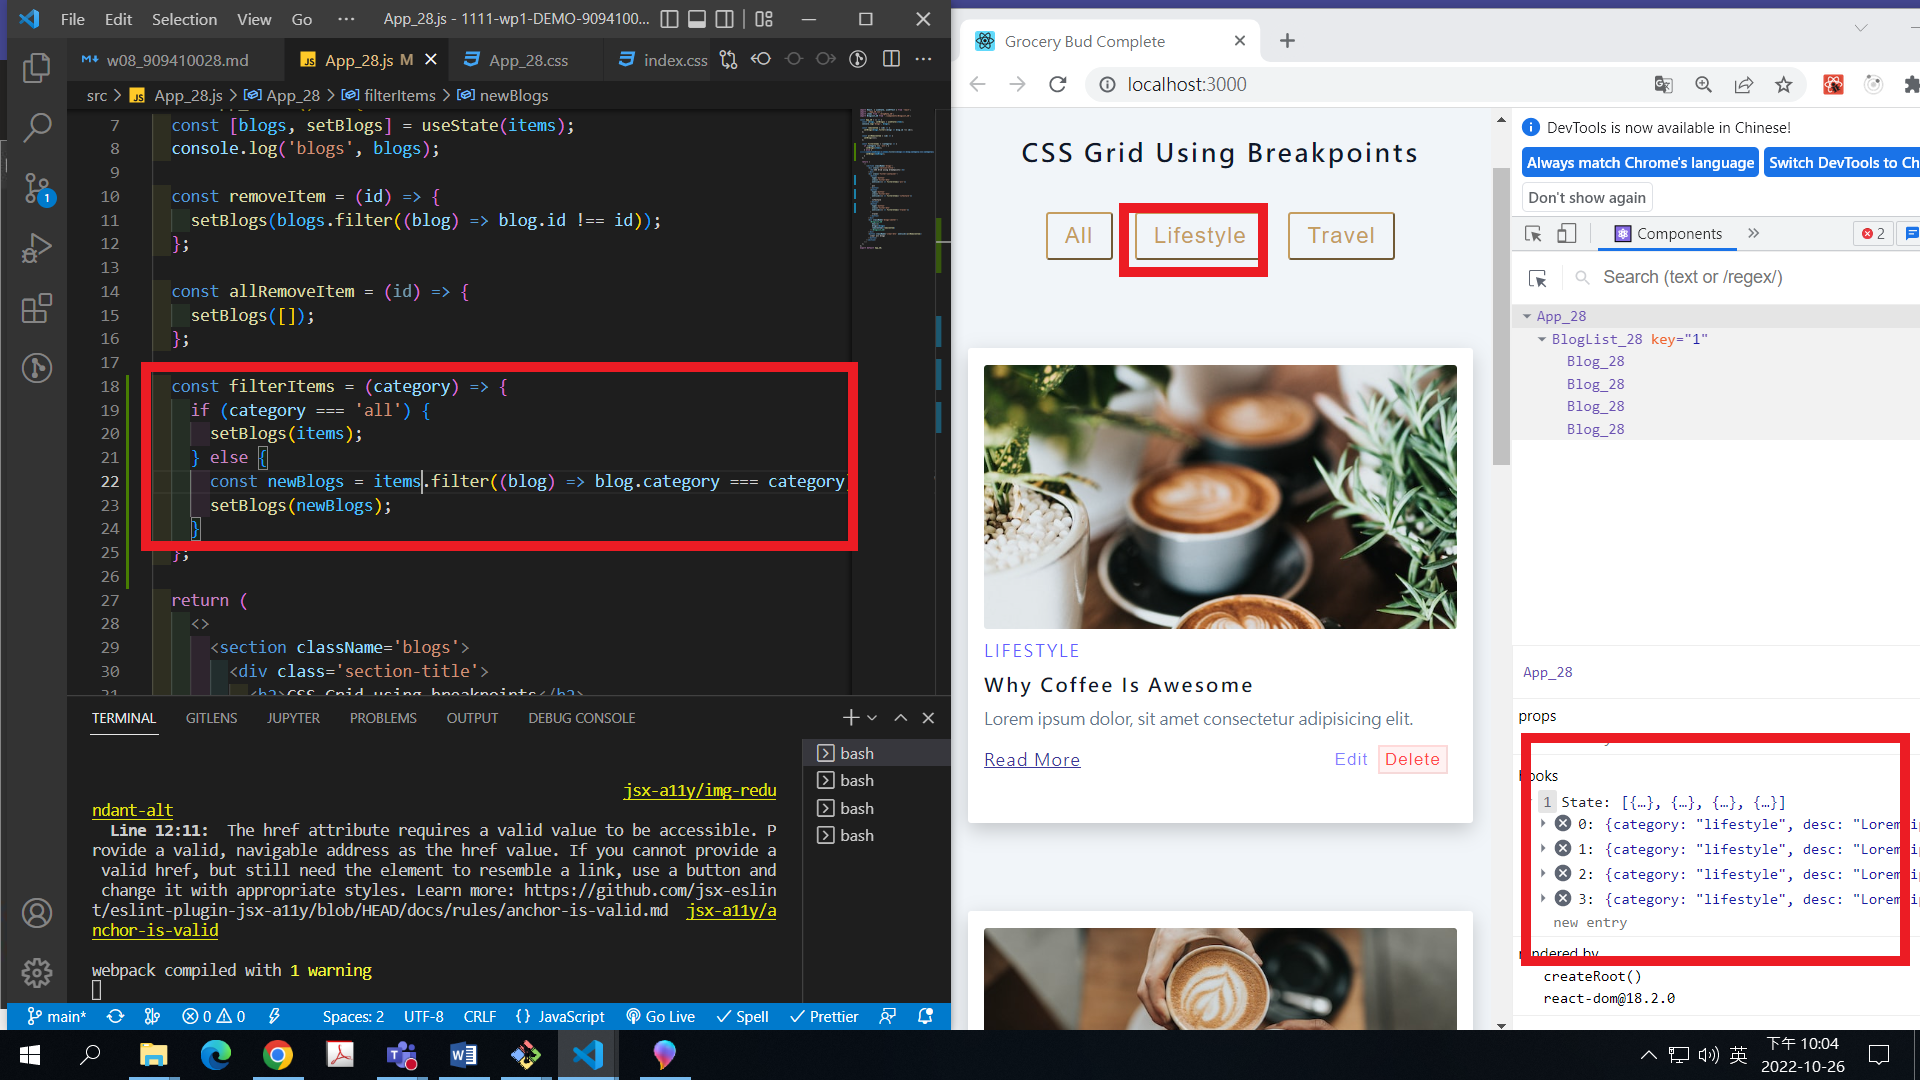 File Edit Selection View Go ··· App_28.js - 1111-wp1-DEMO-9094100...
w08_909410028.md App_28.js M App_28.css index.css
src > App_28.js > App_28 > filterItems > newBlogs
7 const [blogs, setBlogs] = useState(items);
8 console.log('blogs', blogs);
9
10 const removeItem = (id) => {
11 setBlogs(blogs.filter((blog) => blog.id !== id));
12 };
13
14 const allRemoveItem = (id) => {
15 setBlogs([]);
16 };
17
18 const filterItems = (category) => {
19 if (category === 'all') {
20 setBlogs(items);
21 } else {
22 const newBlogs = items.filter((blog) => blog.category === category)
23 setBlogs(newBlogs);
24 }
25 };
26
27 return (
28 <>
29 <section className='blogs'>
30 <div class='section-title'>
31 <h2>CSS Grid using breakpoints</h2>
TERMINAL GITLENS JUPYTER PROBLEMS OUTPUT DEBUG CONSOLE
jsx-a11y/img-redu
ndant-alt
Line 12:11: The href attribute requires a valid value to be accessible. P
rovide a valid, navigable address as the href value. If you cannot provide a
valid href, but still need the element to resemble a link, use a button and
change it with appropriate styles. Learn more: https://github.com/jsx-eslin
t/eslint-plugin-jsx-a11y/blob/HEAD/docs/rules/anchor-is-valid.md jsx-a11y/a
nchor-is-valid
webpack compiled with 1 warning
bash
bash
bash
bash
main* 0 0 Spaces: 2 UTF-8 CRLF {} JavaScript Go Live Spell Prettier
Grocery Bud Complete
localhost:3000
CSS Grid Using Breakpoints
All Lifestyle Travel
LIFESTYLE
Why Coffee Is Awesome
Lorem ipsum dolor, sit amet consectetur adipisicing elit.
Read More Edit Delete
DevTools is now available in Chinese!
Always match Chrome's language Switch DevTools to Ch
Don't show again
Components 2
Search (text or /regex/)
App_28
BlogList_28 key="1"
Blog_28
Blog_28
Blog_28
Blog_28
App_28
props
hooks
1 State: [{…}, {…}, {…}, {…}]
0: {category: "lifestyle", desc: "Lorem ip
1: {category: "lifestyle", desc: "Lorem ip
2: {category: "lifestyle", desc: "Lorem ip
3: {category: "lifestyle", desc: "Lorem ip
new entry
rendered by
createRoot()
react-dom@18.2.0
英
下午 10:04
2022-10-26